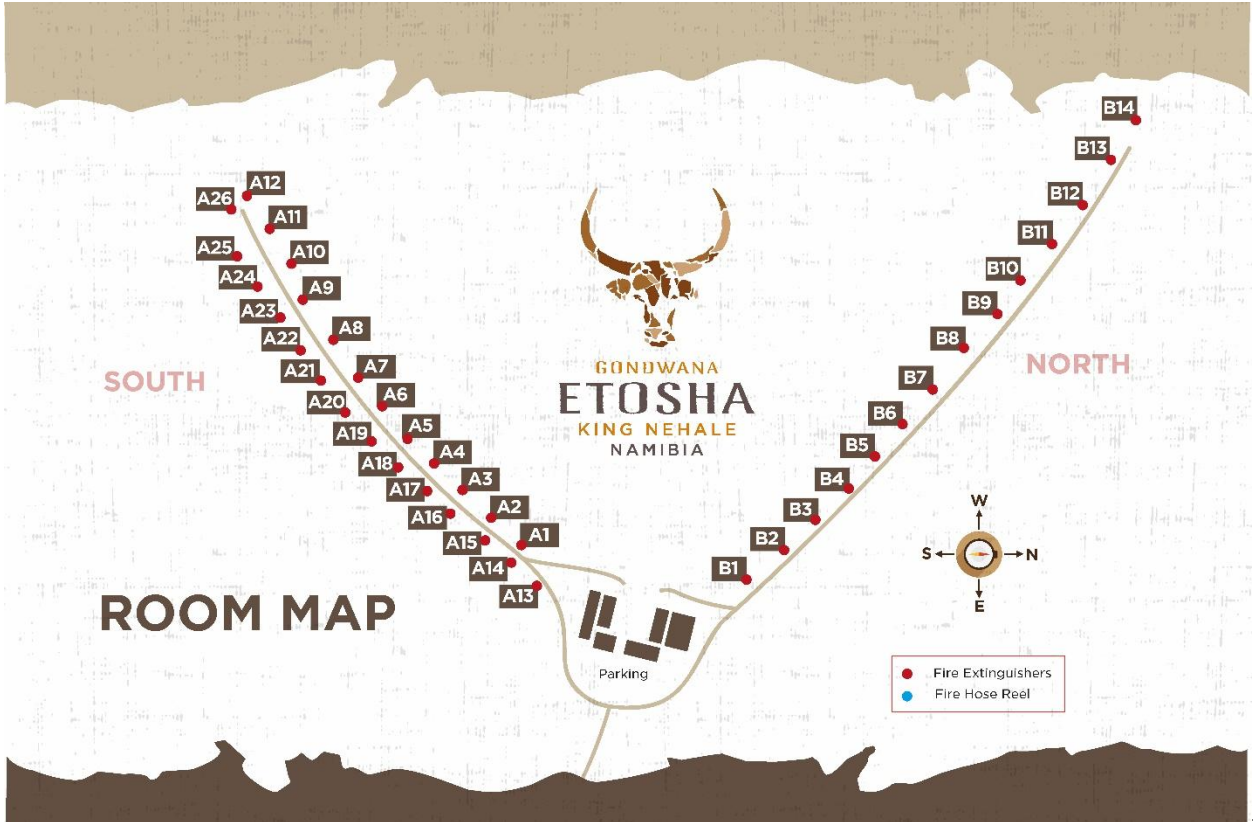 B14
B13
A12
A26
B12
A11
A25
B11
A10
A24
B10
A9
A23
B9
A8
A22
B8
A21
A7
GONDWANA
ETOSHA
KING NEHALE
NAMIBIA
SOUTH
NORTH
B7
A20
A6
B6
A19
A5
B5
A18
A4
B4
A17
A3
W
A16
A2
B3
A15
A1
B2
S
N
A14
B1
A13
E
ROOM MAP
Parking
Fire Extinguishers
Fire Hose Reel